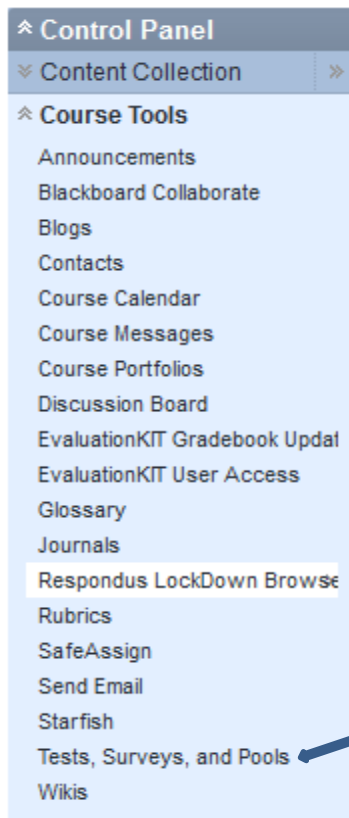 Control Panel
Content Collection
Course Tools
Announcements
Blackboard Collaborate
Blogs
Contacts
Course Calendar
Course Messages
Course Portfolios
Discussion Board
EvaluationKIT Gradebook Updat
EvaluationKIT User Access
Glossary
Journals
Respondus LockDown Browse
Rubrics
SafeAssign
Send Email
Starfish
Tests, Surveys, and Pools
Wikis